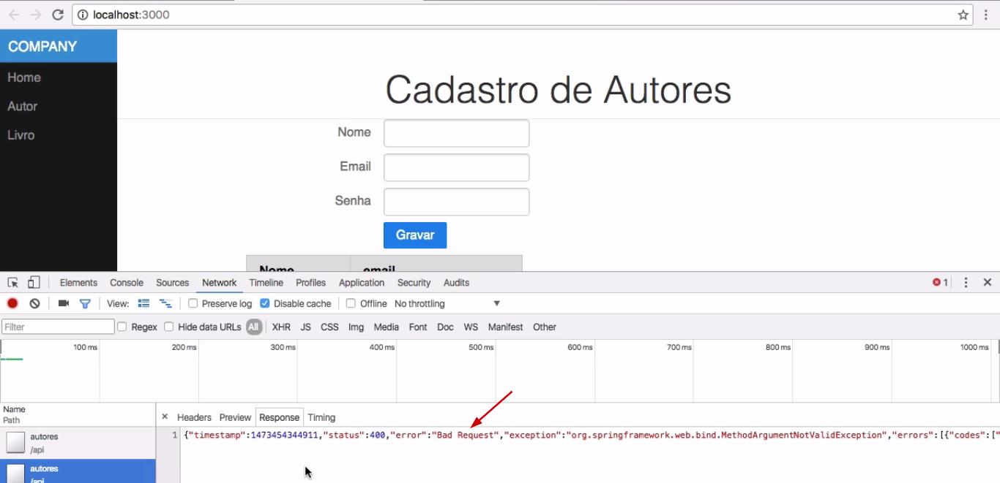 localhost:3000
COMPANY
Home
Autor
Livro
Cadastro de Autores
Nome
Email
Senha
Gravar
Nome email
Elements Console Sources Network Timeline Profiles Application Security Audits 1
View: Preserve log Disable cache Offline No throttling
Filter Regex Hide data URLs All XHR JS CSS Img Media Font Doc WS Manifest Other
100 ms 200 ms 300 ms 400 ms 500 ms 600 ms 700 ms 800 ms 900 ms 1000 ms
Name
Path
Headers Preview Response Timing
1 {"timestamp":1473454344911,"status":400,"error":"Bad Request","exception":"org.springframework.web.bind.MethodArgumentNotValidException","errors":[{"codes":["
autores
/api
autores
/api